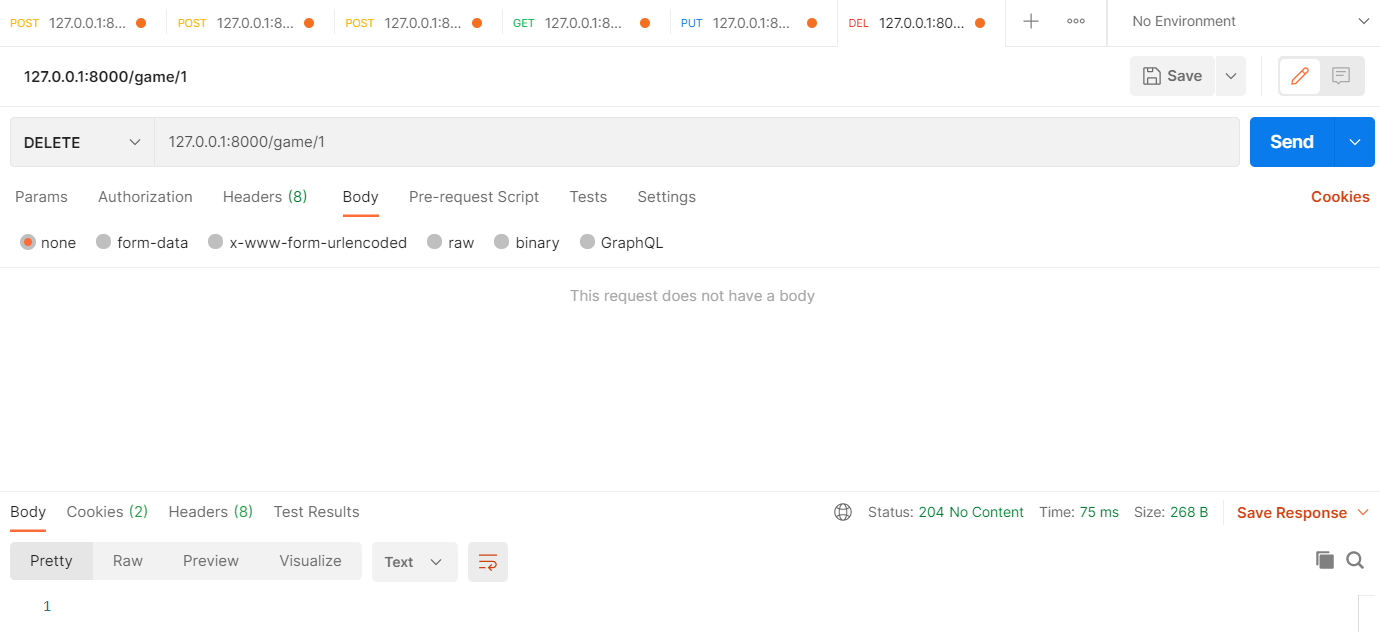 POST 127.0.0.1:8... POST 127.0.0.1:8... POST 127.0.0.1:8... GET 127.0.0.1:8... PUT 127.0.0.1:8... DEL 127.0.0.1:80... No Environment
127.0.0.1:8000/game/1 Save
DELETE 127.0.0.1:8000/game/1 Send
Params Authorization Headers (8) Body Pre-request Script Tests Settings Cookies
none form-data x-www-form-urlencoded raw binary GraphQL
This request does not have a body
Body Cookies (2) Headers (8) Test Results Status: 204 No Content Time: 75 ms Size: 268 B Save Response
Pretty Raw Preview Visualize Text
1